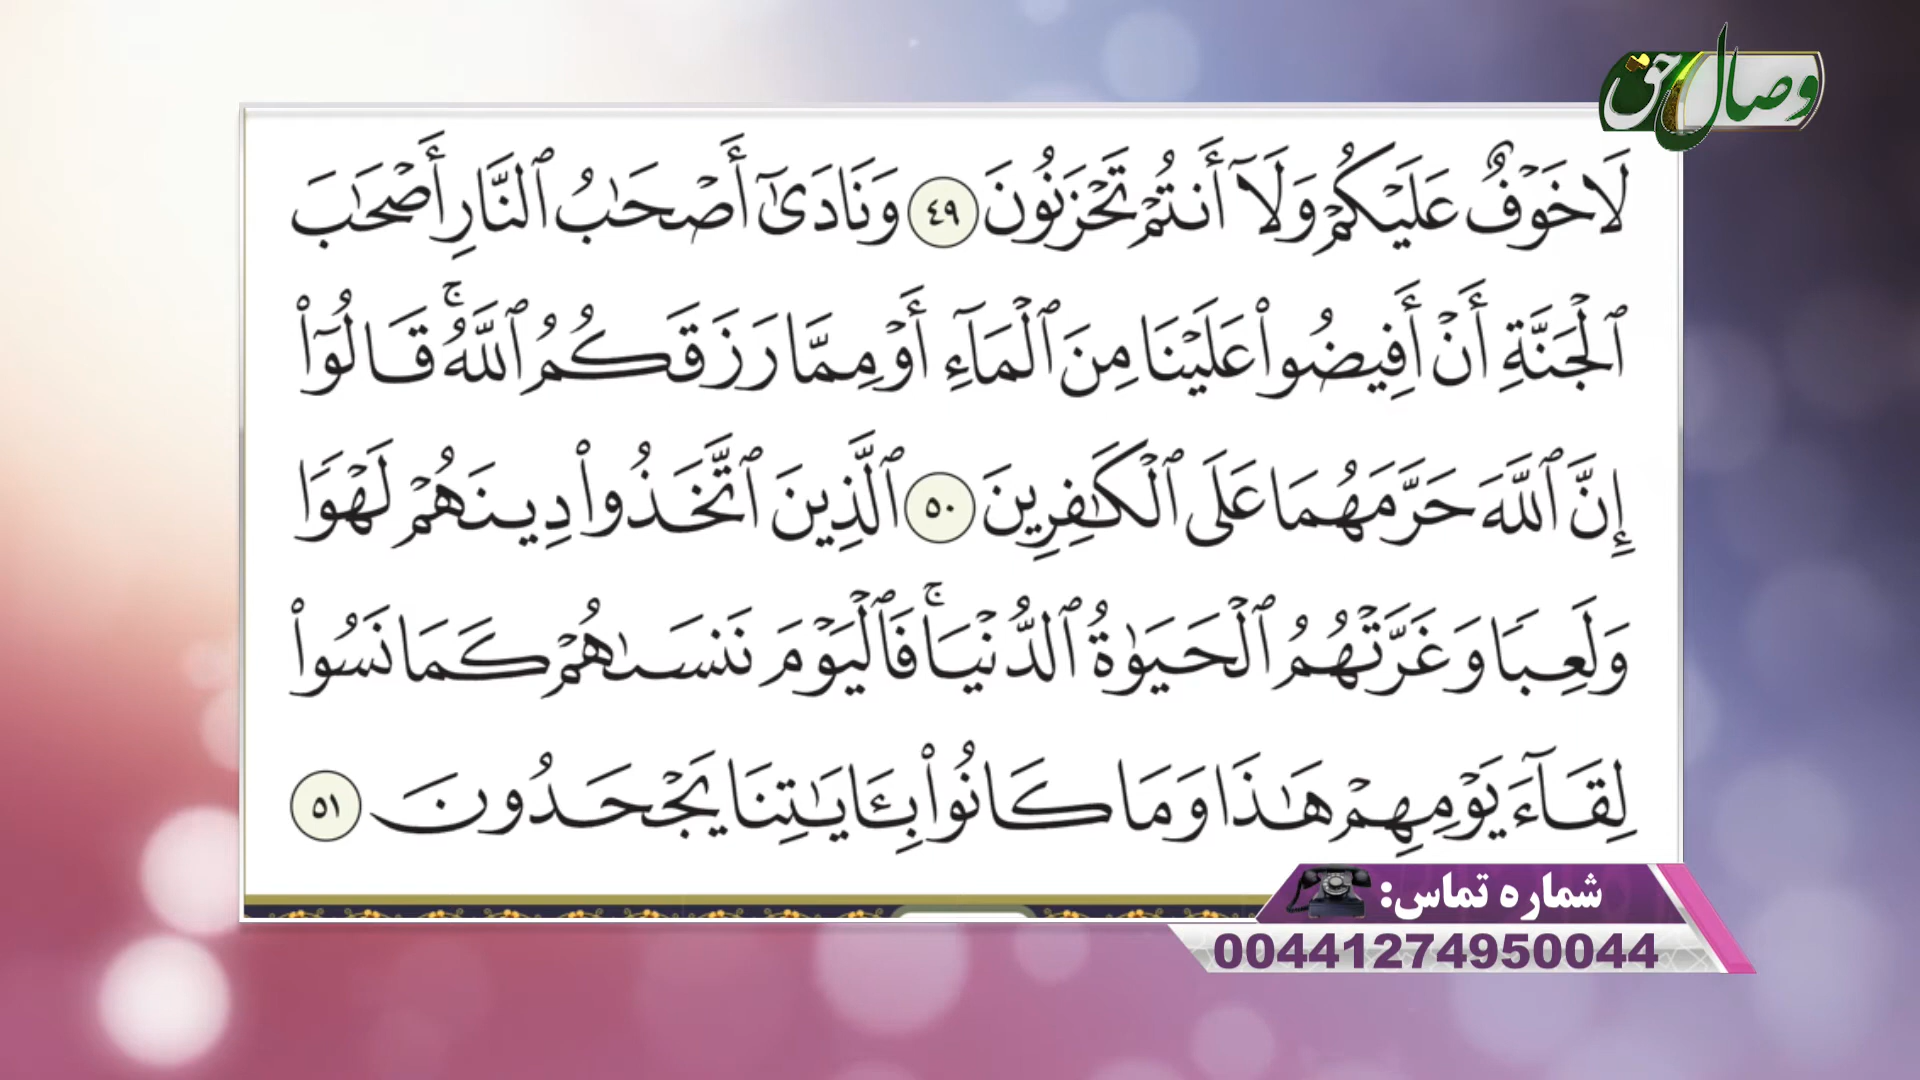 وصال حق
لَا خَوْفٌ عَلَيْكُمْ وَلَآ أَنتُمْ تَحْزَنُونَ ٤٩ وَنَادَىٰٓ أَصْحَٰبُ ٱلنَّارِ أَصْحَٰبَ
ٱلْجَنَّةِ أَنْ أَفِيضُوا۟ عَلَيْنَا مِنَ ٱلْمَآءِ أَوْ مِمَّا رَزَقَكُمُ ٱللَّهُ ۚ قَالُوٓا۟
إِنَّ ٱللَّهَ حَرَّمَهُمَا عَلَى ٱلْكَٰفِرِينَ ٥٠ ٱلَّذِينَ ٱتَّخَذُوا۟ دِينَهُمْ لَهْوًا
وَلَعِبًا وَغَرَّتْهُمُ ٱلْحَيَوٰةُ ٱلدُّنْيَا ۚ فَٱلْيَوْمَ نَنسَىٰهُمْ كَمَا نَسُوا۟
لِقَآءَ يَوْمِهِمْ هَٰذَا وَمَا كَانُوا۟ بِـَٔايَٰتِنَا يَجْحَدُونَ ٥١
شماره تماس:
00441274950044